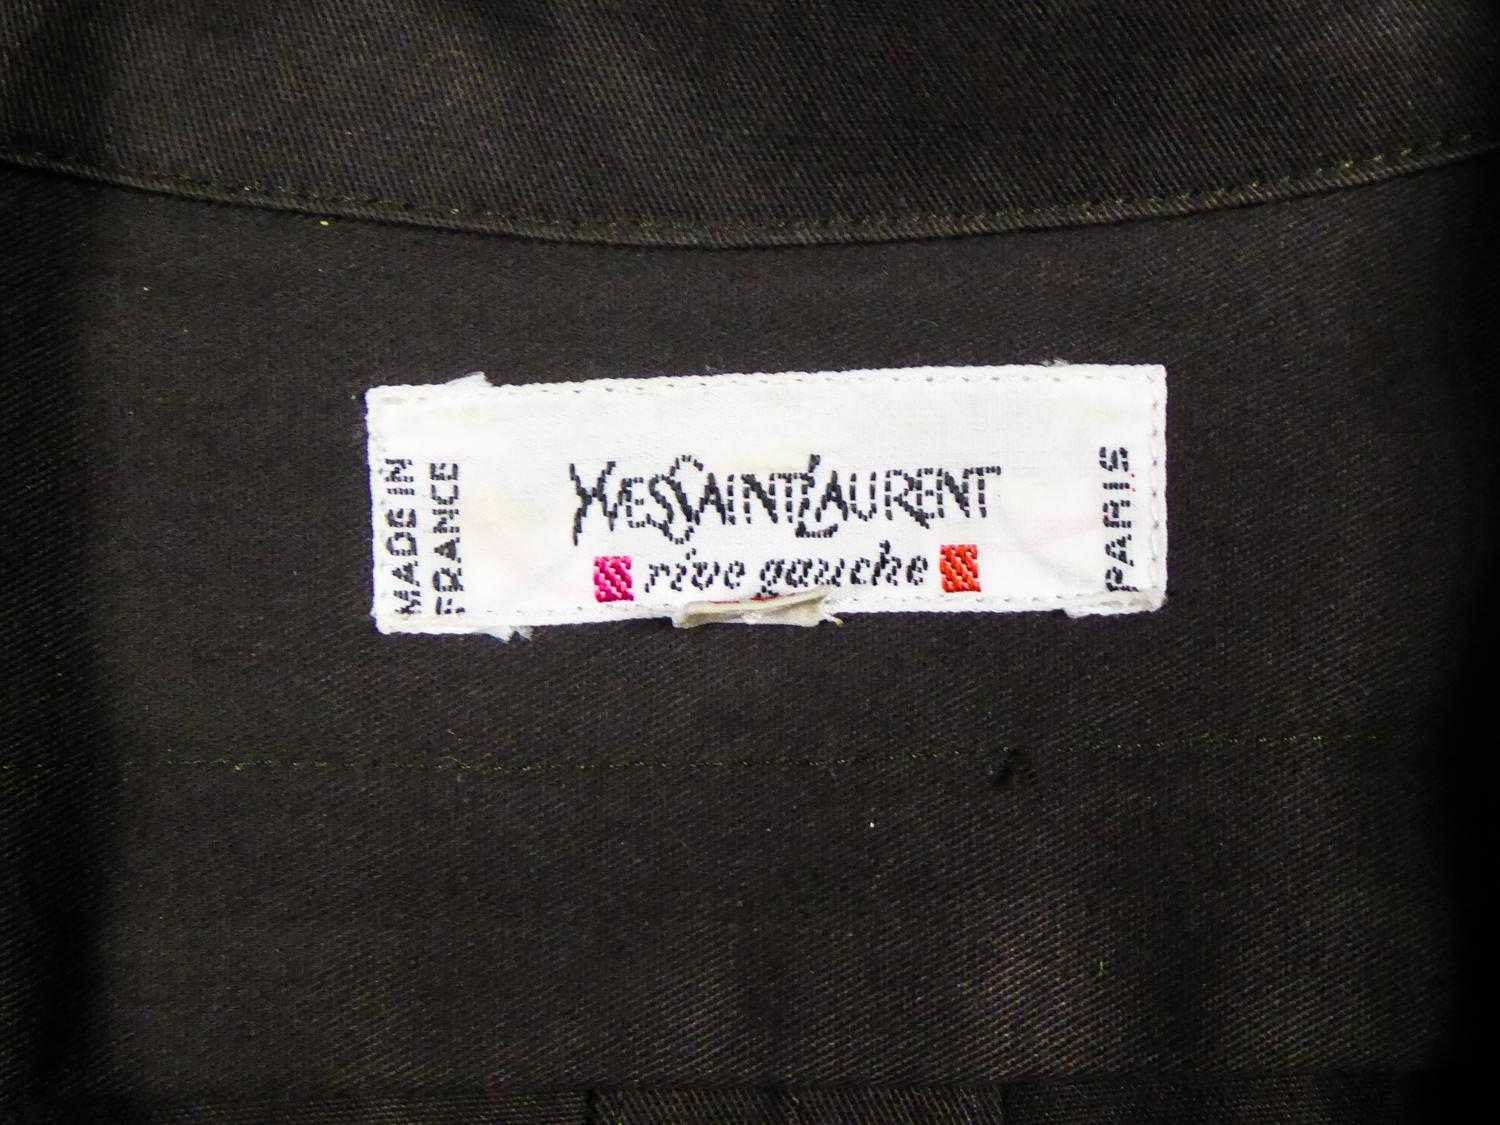 MADE IN
FRANCE
YVES SAINT LAURENT
rive gauche
PARIS